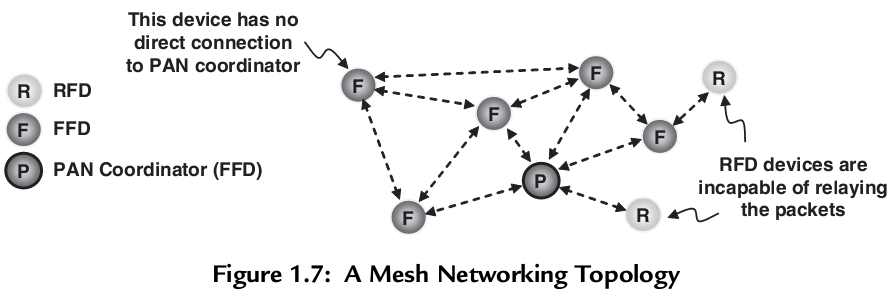 This device has no
direct connection
to PAN coordinator
R RFD
F FFD
P PAN Coordinator (FFD)
F
F
F
F
R
P
F
R
RFD devices are
incapable of relaying
the packets
Figure 1.7: A Mesh Networking Topology